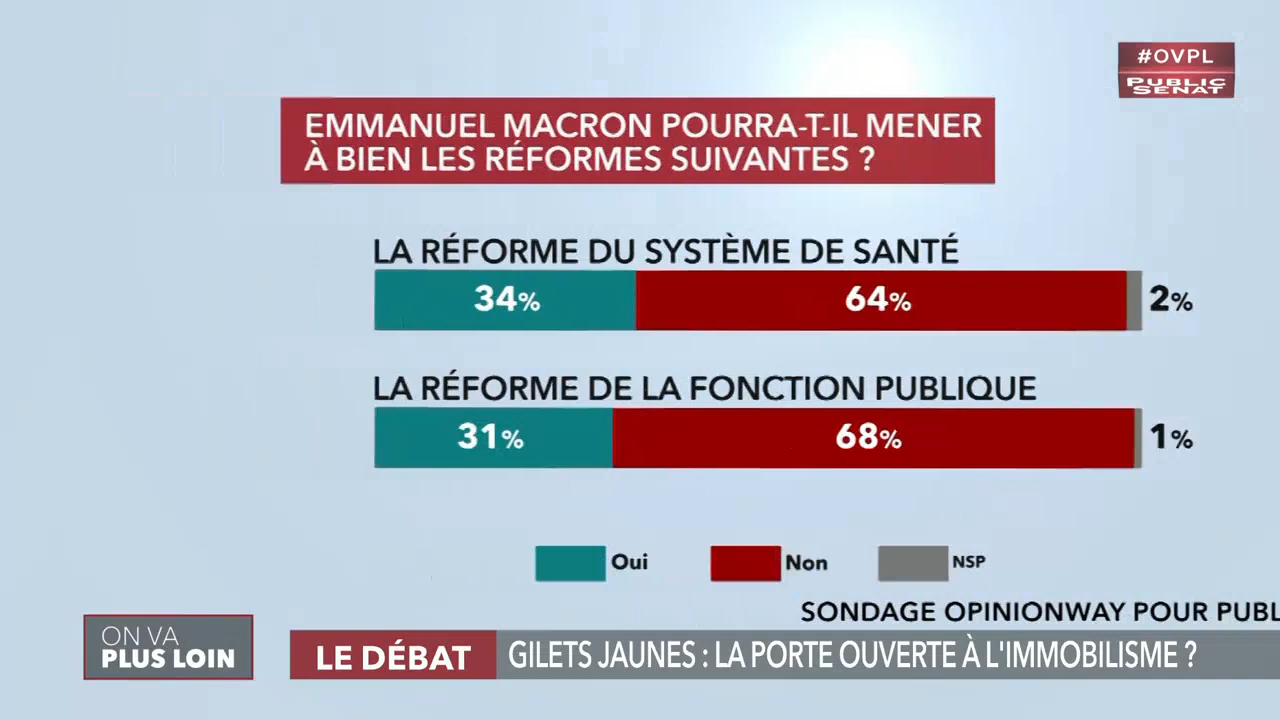 #OVPL
PUBLIC
SENAT
EMMANUEL MACRON POURRA-T-IL MENER
À BIEN LES RÉFORMES SUIVANTES ?
LA RÉFORME DU SYSTÈME DE SANTÉ
34% 64% 2%
LA RÉFORME DE LA FONCTION PUBLIQUE
31% 68% 1%
Oui Non NSP
SONDAGE OPINIONWAY POUR PUBL
ON VA
PLUS LOIN
LE DÉBAT GILETS JAUNES : LA PORTE OUVERTE À L'IMMOBILISME ?